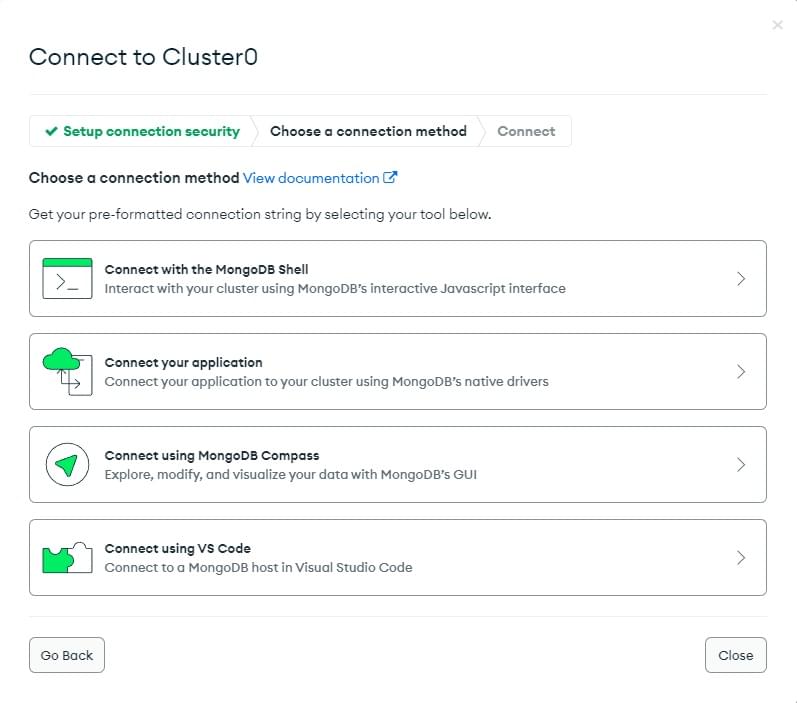 Connect to Cluster0
Setup connection security
Choose a connection method
Connect
Choose a connection method View documentation
Get your pre-formatted connection string by selecting your tool below.
Connect with the MongoDB Shell
Interact with your cluster using MongoDB's interactive Javascript interface
Connect your application
Connect your application to your cluster using MongoDB's native drivers
Connect using MongoDB Compass
Explore, modify, and visualize your data with MongoDB's GUI
Connect using VS Code
Connect to a MongoDB host in Visual Studio Code
Go Back
Close